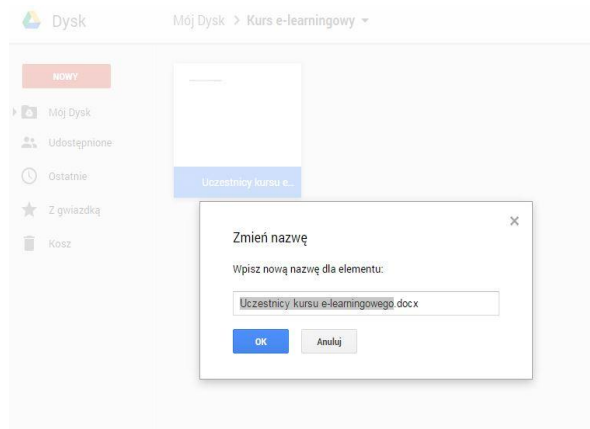 Dysk
Mój Dysk > Kurs e-learningowy
NOWY
Mój Dysk
Udostępnione
Ostatnie
Z gwiazdką
Kosz
Uczestnicy kursu e...
Zmień nazwę
Wpisz nową nazwę dla elementu:
Uczestnicy kursu e-learningowego.docx
OK Anuluj